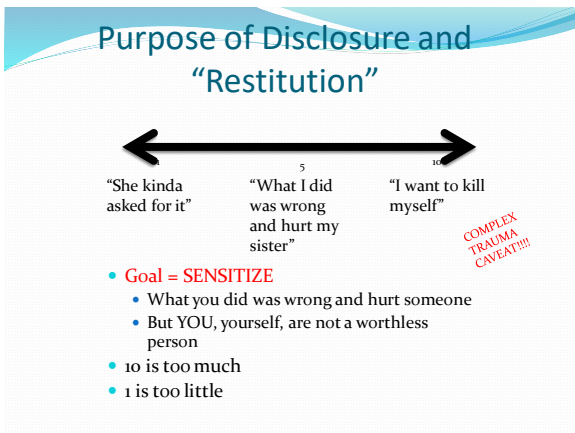 Purpose of Disclosure and
“Restitution”
1
5
10
“She kinda
asked for it”
“What I did
was wrong
and hurt my
sister”
“I want to kill
myself”
COMPLEX
TRAUMA
CAVEAT!!!!
Goal = SENSITIZE
What you did was wrong and hurt someone
But YOU, yourself, are not a worthless
person
10 is too much
1 is too little